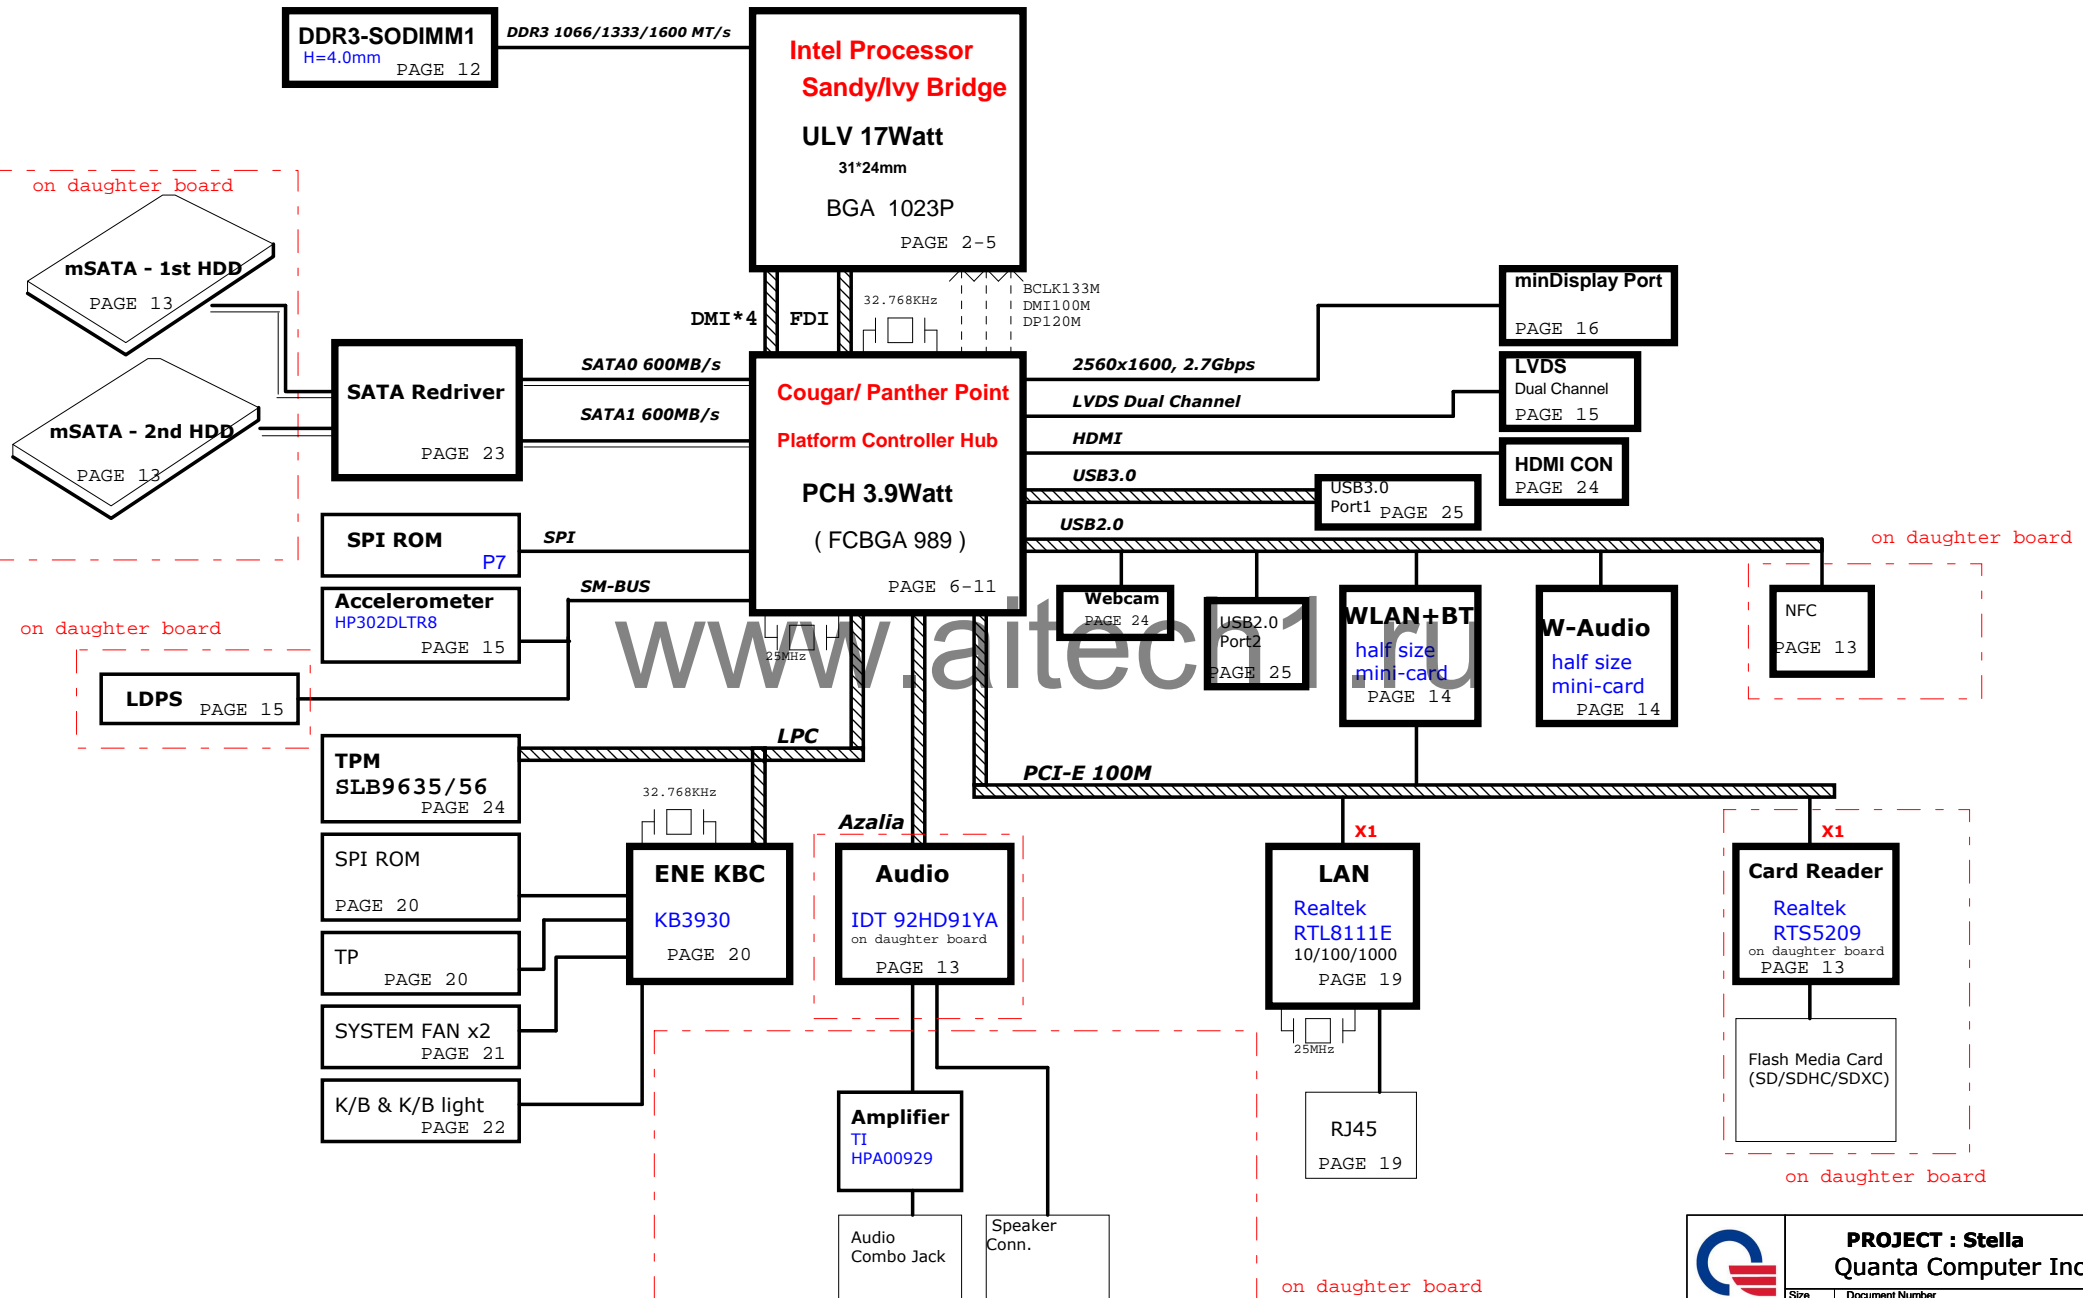 DDR3-SODIMM1
H=4.0mm
PAGE 12
DDR3 1066/1333/1600 MT/s
Intel Processor
Sandy/Ivy Bridge
ULV 17Watt
31*24mm
BGA 1023P
PAGE 2-5
on daughter board
mSATA - 1st HDD
PAGE 13
mSATA - 2nd HDD
PAGE 13
SATA Redriver
PAGE 23
SATA0 600MB/s
SATA1 600MB/s
DMI*4
FDI
32.768KHz
BCLK133M
DMI100M
DP120M
Cougar/ Panther Point
Platform Controller Hub
PCH 3.9Watt
( FCBGA 989 )
PAGE 6-11
25MHz
2560x1600, 2.7Gbps
minDisplay Port
PAGE 16
LVDS Dual Channel
LVDS
Dual Channel
PAGE 15
HDMI
HDMI CON
PAGE 24
USB3.0
USB3.0
Port1 PAGE 25
USB2.0
on daughter board
SPI ROM
P7
SPI
Accelerometer
HP302DLTR8
PAGE 15
SM-BUS
on daughter board
LDPS PAGE 15
Webcam
PAGE 24
USB2.0
Port2
PAGE 25
WLAN+BT
half size
mini-card
PAGE 14
W-Audio
half size
mini-card
PAGE 14
NFC
PAGE 13
www.aitech1.ru
TPM
SLB9635/56
PAGE 24
LPC
PCI-E 100M
SPI ROM
PAGE 20
TP
PAGE 20
SYSTEM FAN x2
PAGE 21
K/B & K/B light
PAGE 22
32.768KHz
ENE KBC
KB3930
PAGE 20
Azalia
Audio
IDT 92HD91YA
on daughter board
PAGE 13
X1
LAN
Realtek
RTL8111E
10/100/1000
PAGE 19
25MHz
RJ45
PAGE 19
X1
Card Reader
Realtek
RTS5209
on daughter board
PAGE 13
Flash Media Card
(SD/SDHC/SDXC)
on daughter board
Amplifier
TI
HPA00929
Audio
Combo Jack
Speaker
Conn.
on daughter board
PROJECT : Stella
Quanta Computer Inc
Size Document Number